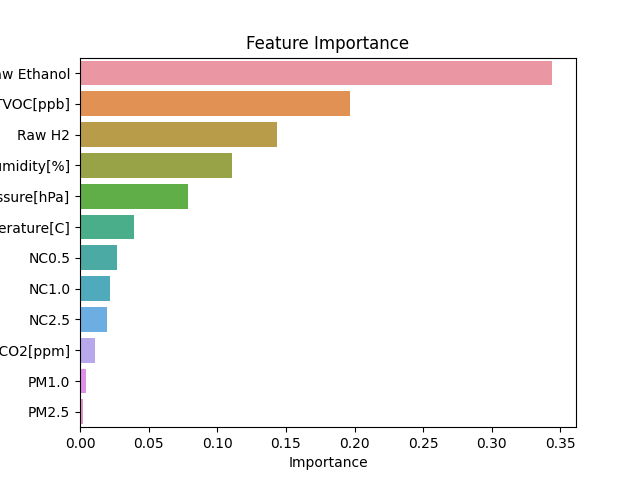 Feature Importance
w Ethanol
TVOC[ppb]
Raw H2
umidity[%]
ssure[hPa]
erature[C]
NC0.5
NC1.0
NC2.5
CO2[ppm]
PM1.0
PM2.5
0.00 0.05 0.10 0.15 0.20 0.25 0.30 0.35
Importance